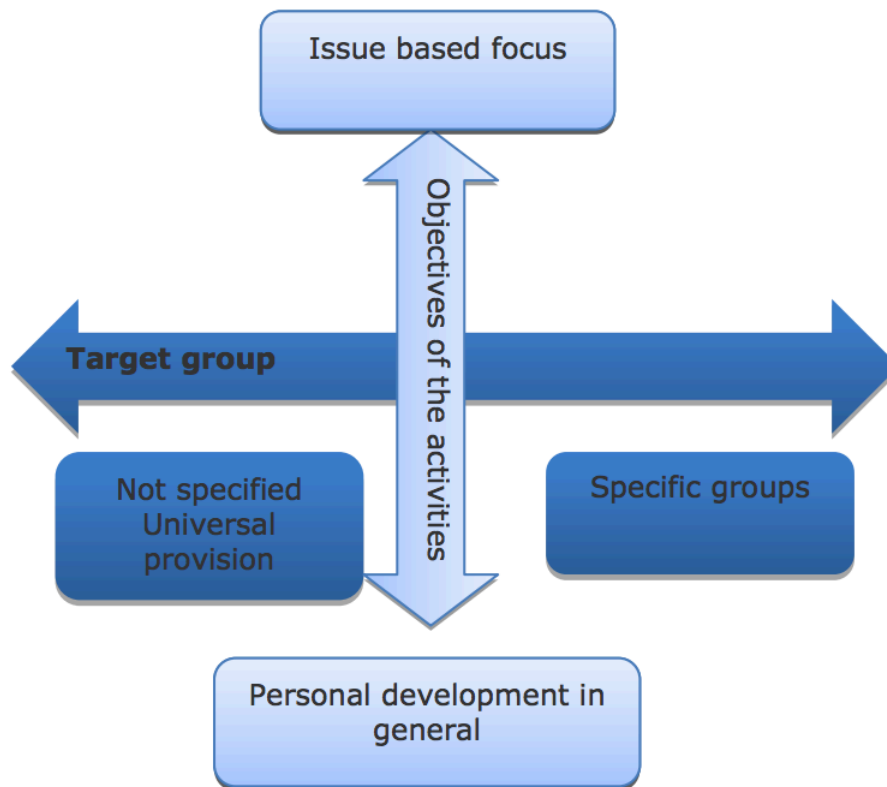 Issue based focus
Objectives of the activities
Target group
Not specified
Universal
provision
Specific groups
Personal development in
general